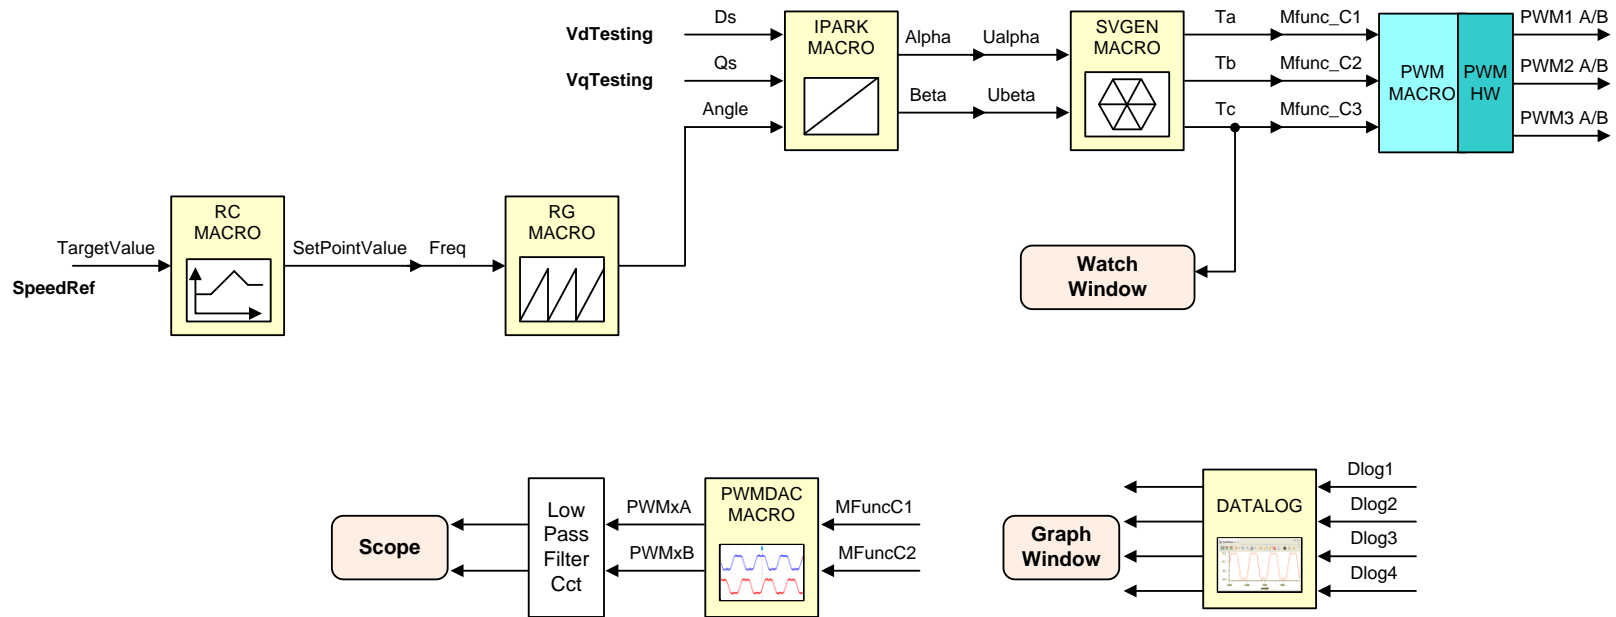 VdTesting
Ds
VqTesting
Qs
Angle
IPARK
MACRO
Alpha
Ualpha
Beta
Ubeta
SVGEN
MACRO
Ta
Mfunc_C1
Tb
Mfunc_C2
Tc
Mfunc_C3
PWM
MACRO
PWM
HW
PWM1 A/B
PWM2 A/B
PWM3 A/B
TargetValue
SpeedRef
RC
MACRO
SetPointValue
Freq
RG
MACRO
Watch
Window
Scope
Low
Pass
Filter
Cct
PWMxA
PWMxB
PWMDAC
MACRO
MFuncC1
MFuncC2
Graph
Window
DATALOG
Dlog1
Dlog2
Dlog3
Dlog4